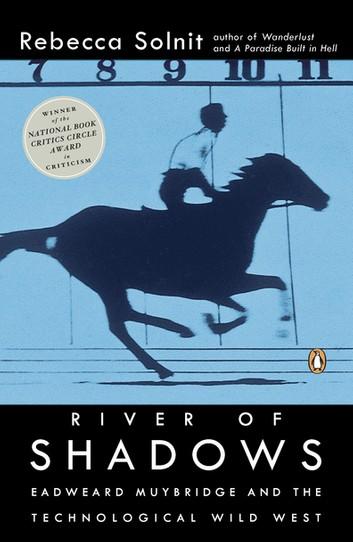 Rebecca Solnit
author of Wanderlust
and A Paradise Built in Hell
7 8 9 10 11
WINNER
of the
NATIONAL BOOK
CRITICS CIRCLE
AWARD
in
CRITICISM
RIVER OF
SHADOWS
EADWEARD MUYBRIDGE AND THE
TECHNOLOGICAL WILD WEST